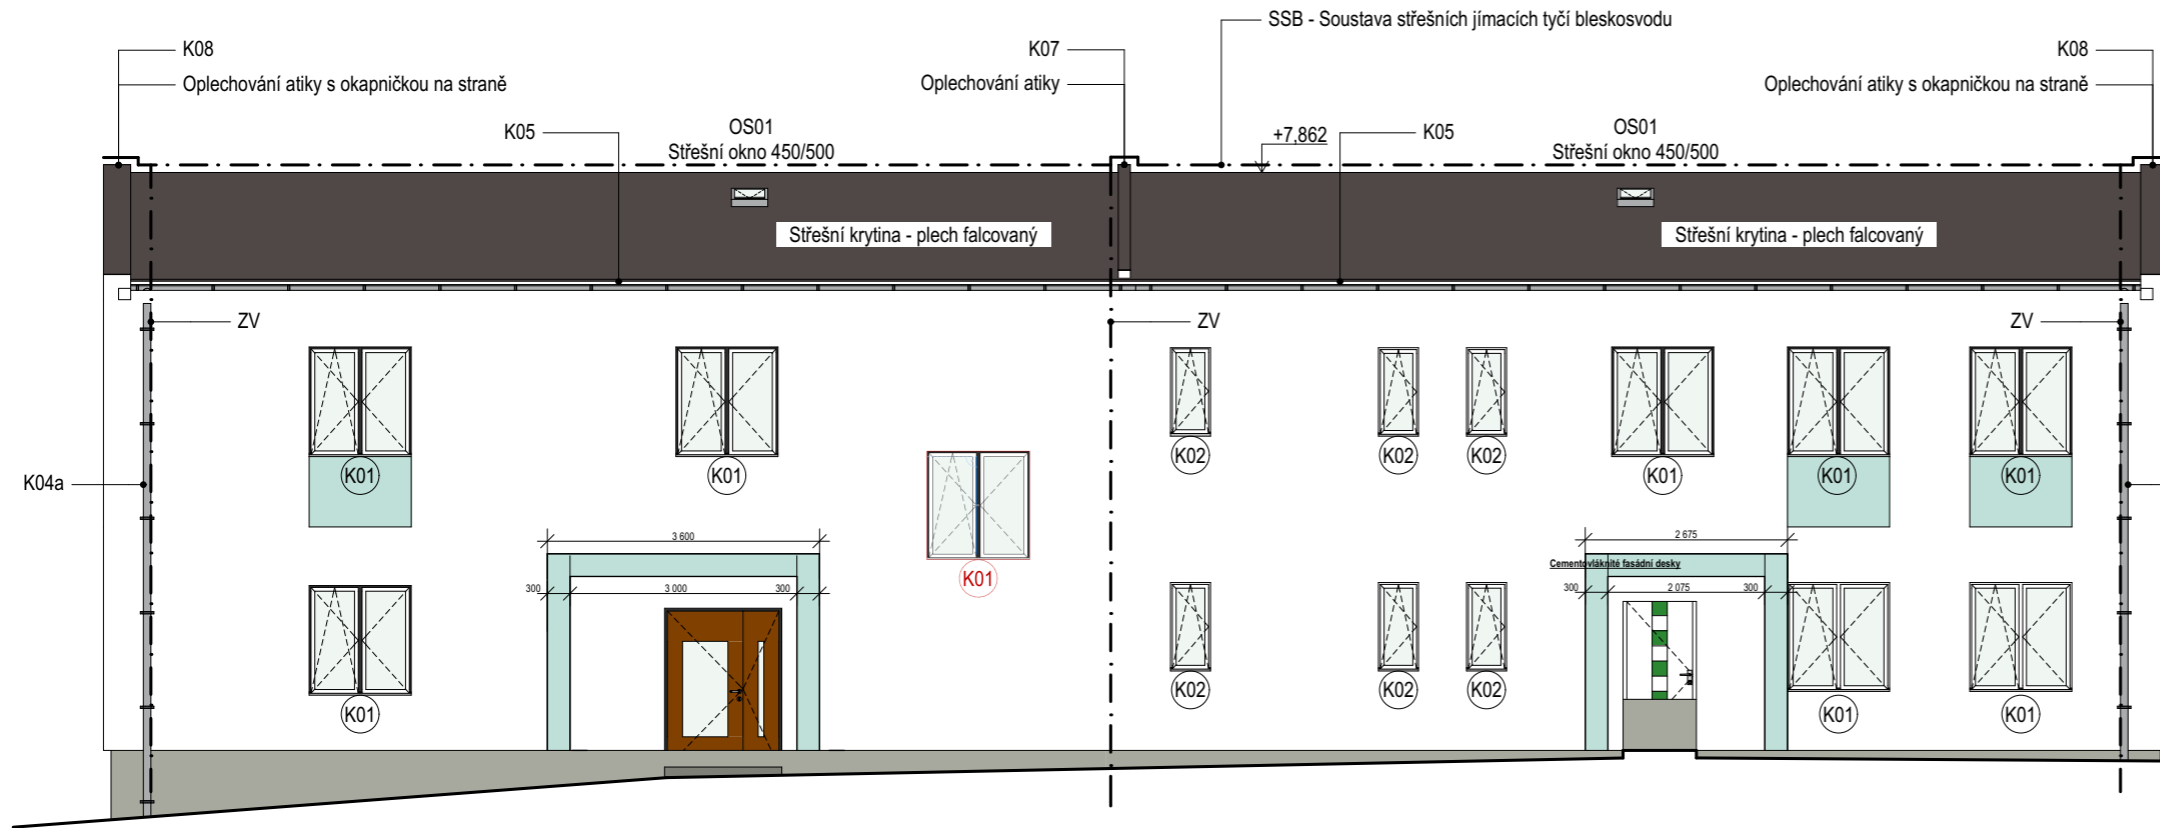 SSB - Soustava střešních jímacích tyčí bleskosvodu
K08
K07
K08
Oplechování atiky s okapničkou na straně
Oplechování atiky
Oplechování atiky s okapničkou na straně
K05
OS01
Střešní okno 450/500
+7,862
K05
OS01
Střešní okno 450/500
Střešní krytina - plech falcovaný
Střešní krytina - plech falcovaný
ZV
ZV
ZV
K02
K02
K02
K01
K01
K01
K01
K01
K04a
3 600
2 675
Cementovláknité fasádní desky
K01
300
3 000
300
300
2 075
300
K02
K02
K02
K01
K01
K01